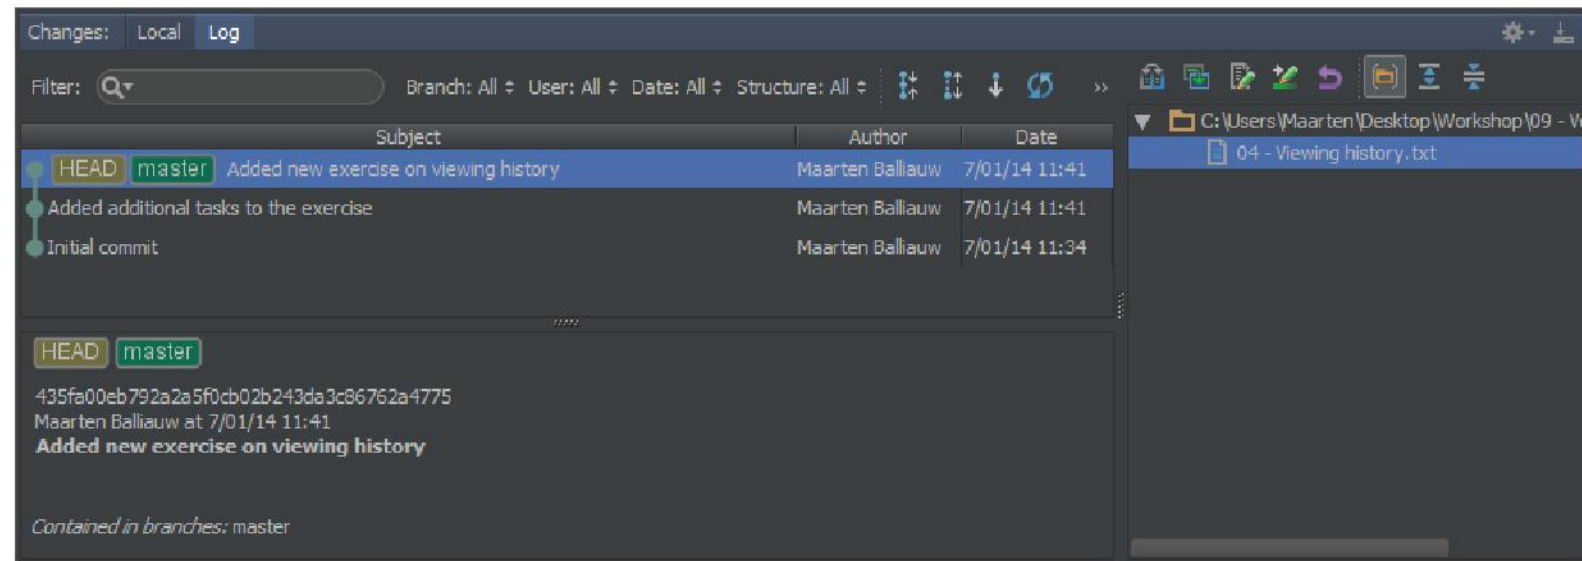 Changes: Local Log
Filter: Branch: All User: All Date: All Structure: All
Subject Author Date
HEAD master Added new exercise on viewing history Maarten Balliauw 7/01/14 11:41
Added additional tasks to the exercise Maarten Balliauw 7/01/14 11:41
Initial commit Maarten Balliauw 7/01/14 11:34
HEAD master
435fa00eb792a2a5f0cb02b243da3c86762a4775
Maarten Balliauw at 7/01/14 11:41
Added new exercise on viewing history
Contained in branches: master
C:\Users\Maarten\Desktop\Workshop\09 -
04 - Viewing history.txt